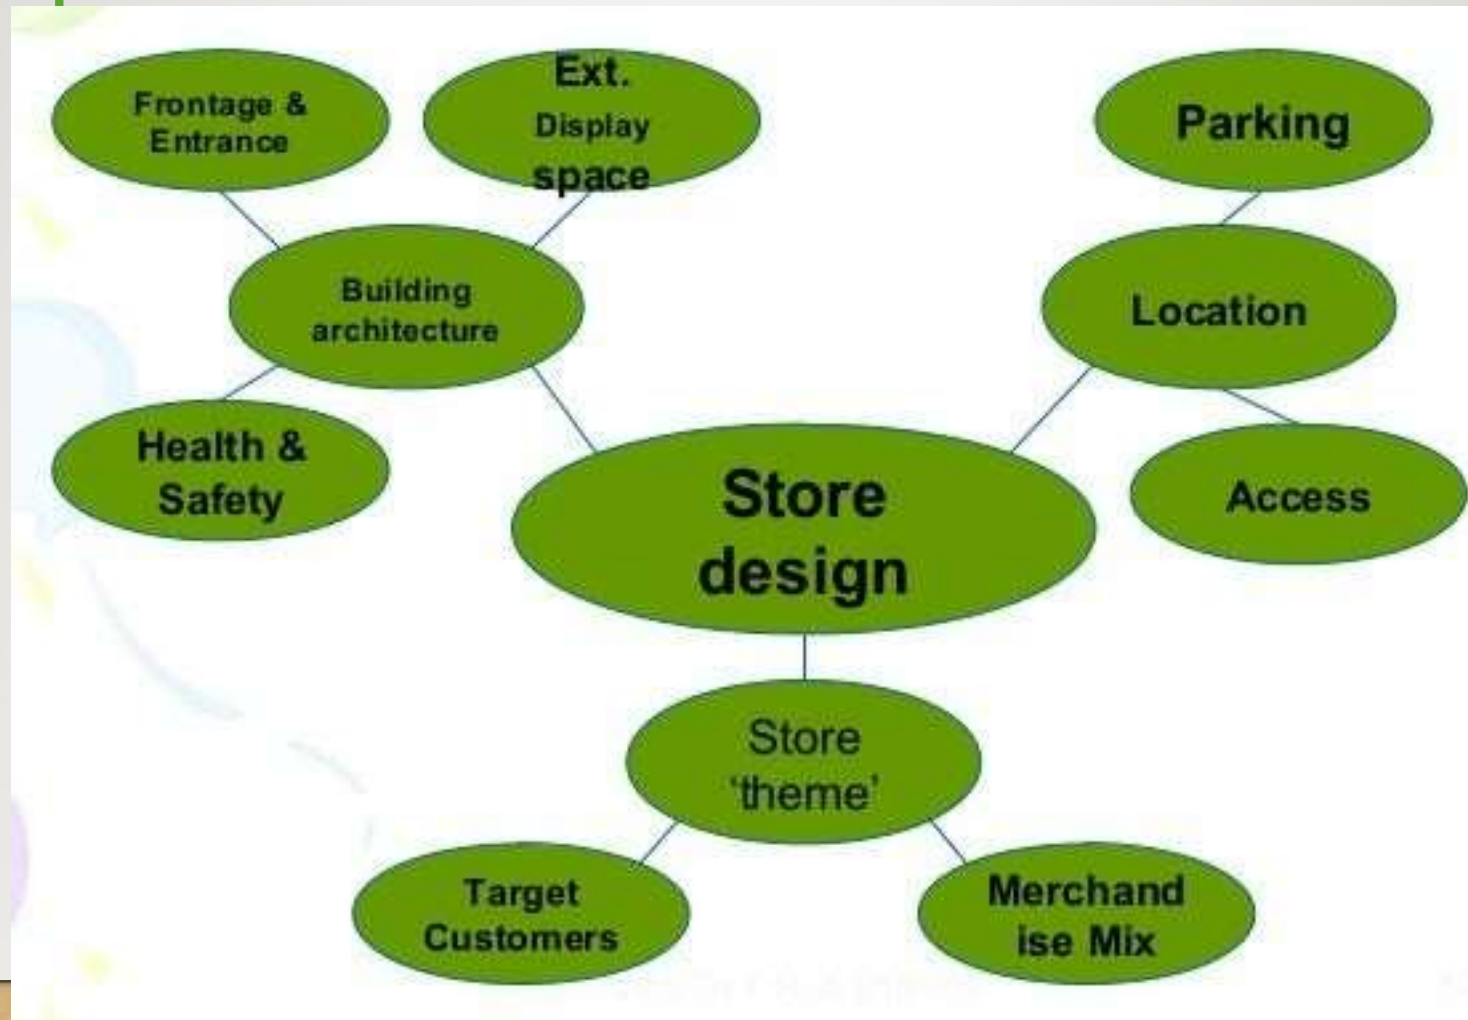 Frontage &
Entrance
Ext.
Display
space
Parking
Building
architecture
Location
Health &
Safety
Access
Store
design
Store
‘theme’
Target
Customers
Merchand
ise Mix